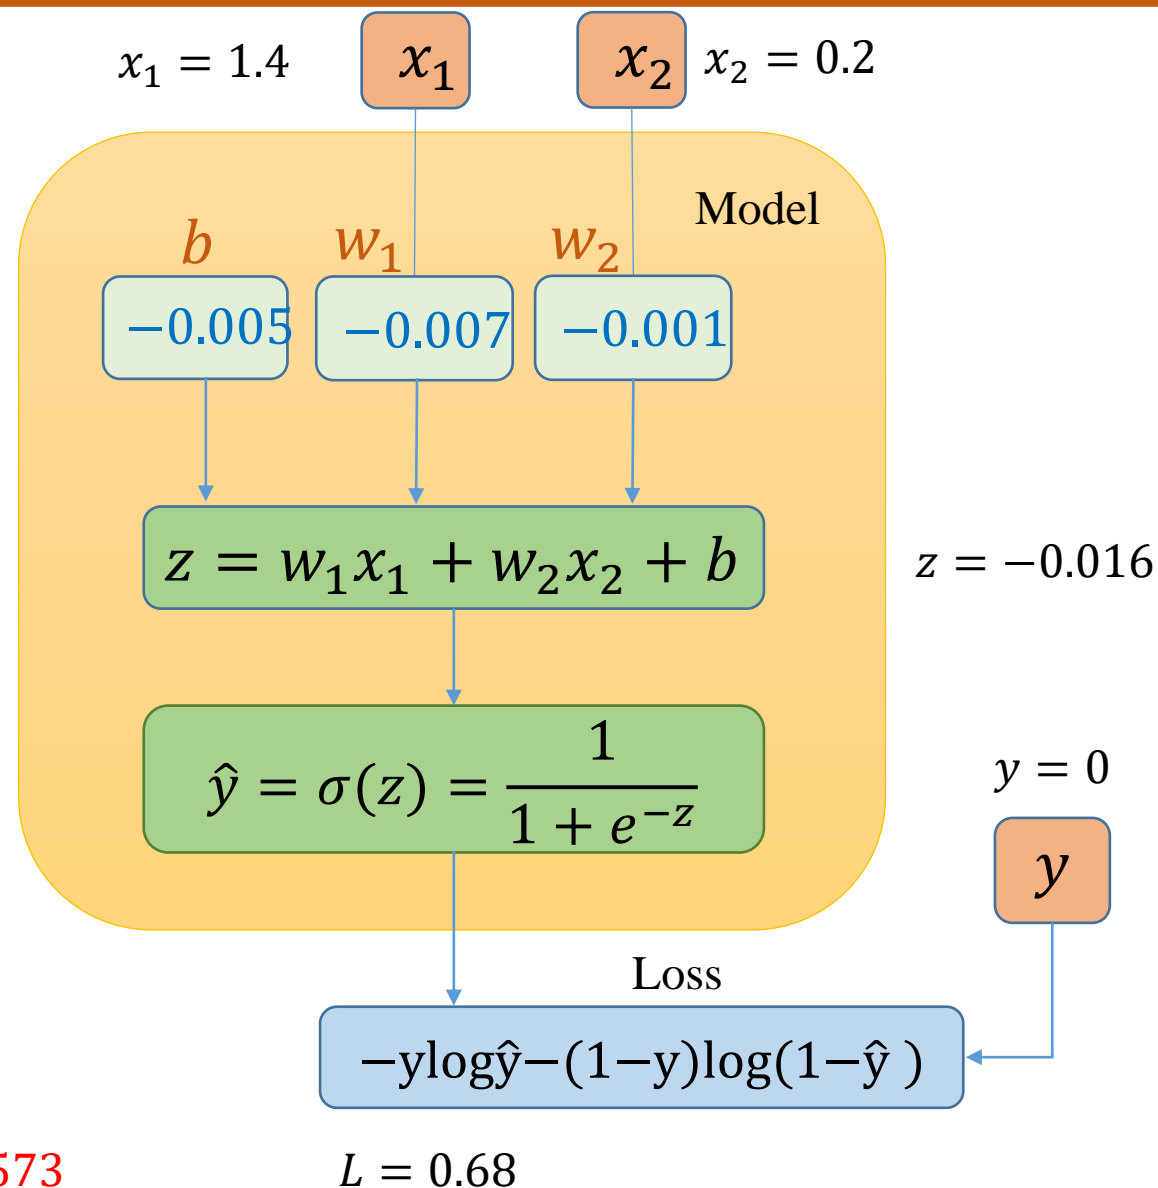 x₁ = 1.4 x₁ x₂ x₂ = 0.2
Model
b w₁ w₂
−0.005 −0.007 −0.001
z = w₁x₁ + w₂x₂ + b z = −0.016
ŷ = σ(z) = 1 / (1 + e⁻ᶻ)
y = 0
y
Loss
−ylogŷ−(1−y)log(1−ŷ )
573 L = 0.68